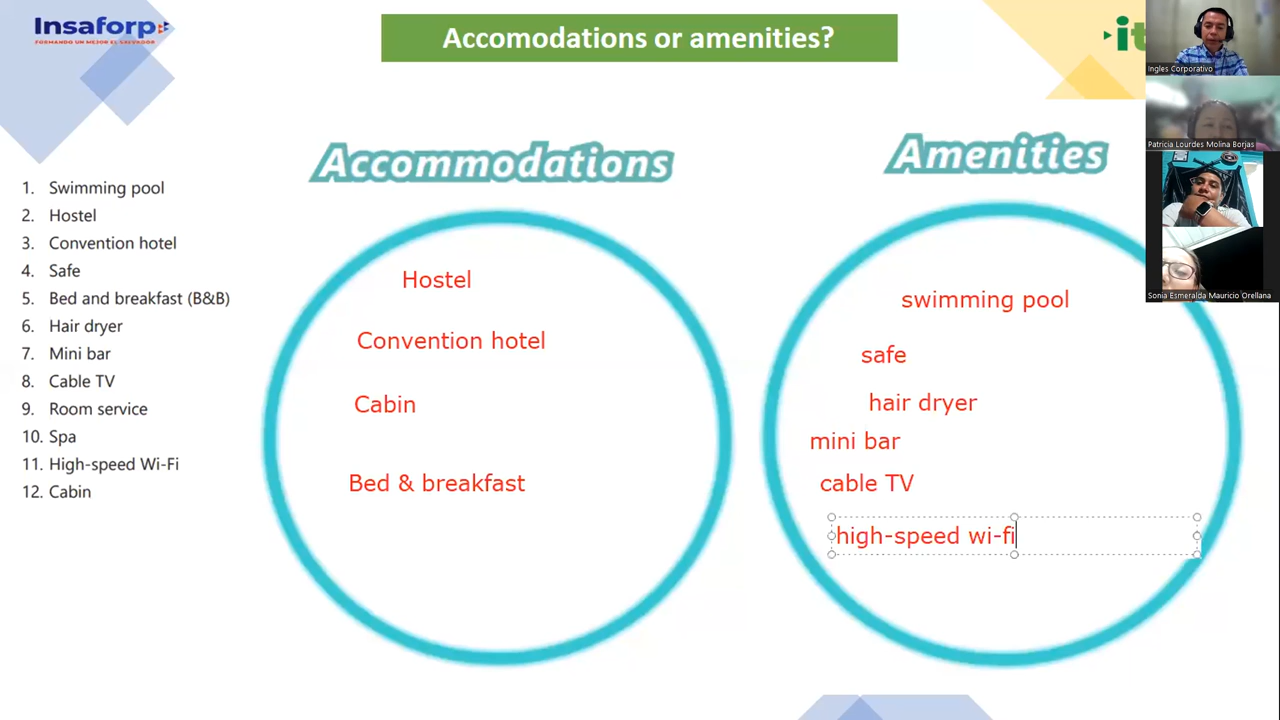 Insaforp
FORMANDO UN MEJOR EL SALVADOR
Accomodations or amenities?
it
Ingles Corporativo
Patricia Lourdes Molina Borjas
Sonia Esmeralda Mauricio Orellana
1. Swimming pool
2. Hostel
3. Convention hotel
4. Safe
5. Bed and breakfast (B&B)
6. Hair dryer
7. Mini bar
8. Cable TV
9. Room service
10. Spa
11. High-speed Wi-Fi
12. Cabin
Accommodations
Hostel
Convention hotel
Cabin
Bed & breakfast
Amenities
swimming pool
safe
hair dryer
mini bar
cable TV
high-speed wi-fi